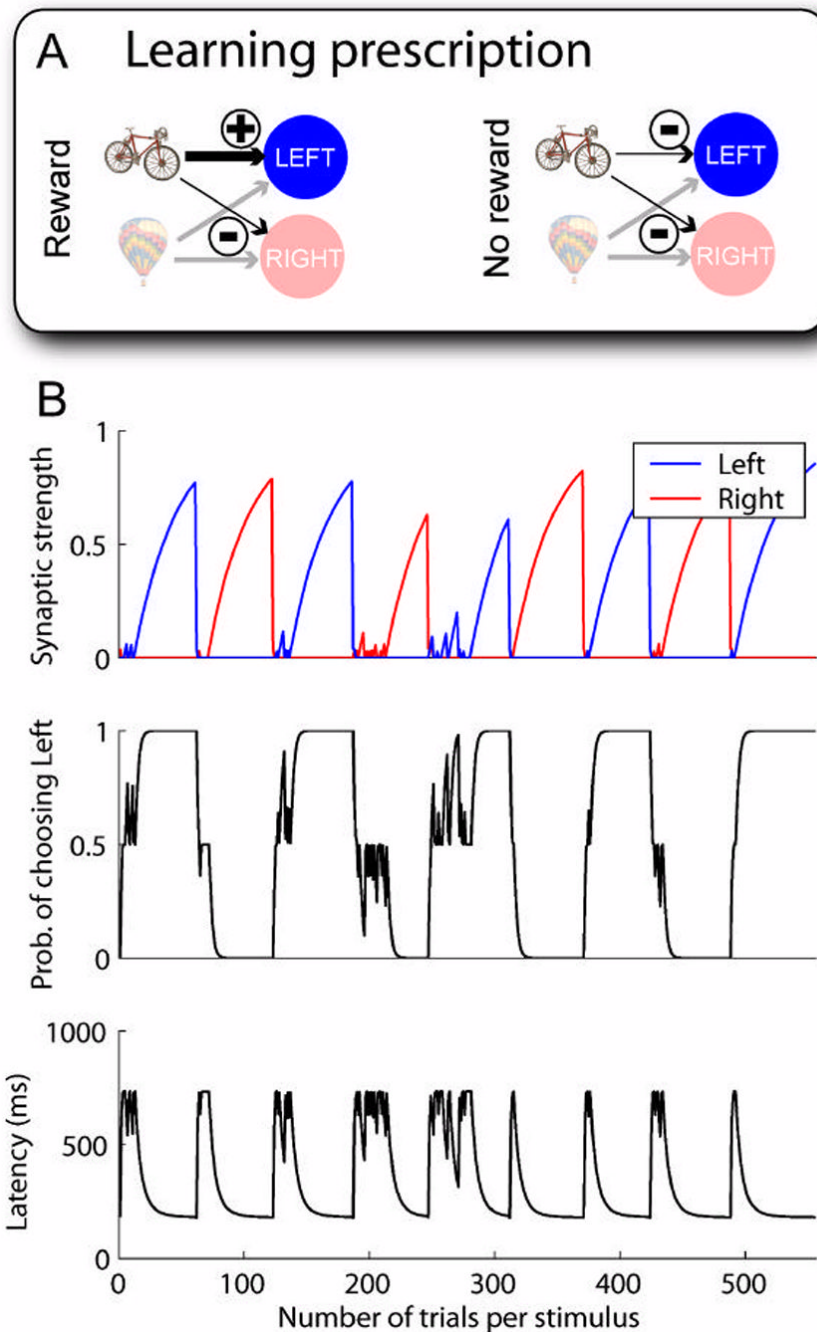 A Learning prescription
Reward
+
LEFT
-
RIGHT
No reward
-
LEFT
-
RIGHT
B
Synaptic strength
1
0.5
0
Left
Right
Prob. of choosing Left
1
0.5
0
Latency (ms)
1000
500
0
0 100 200 300 400 500
Number of trials per stimulus